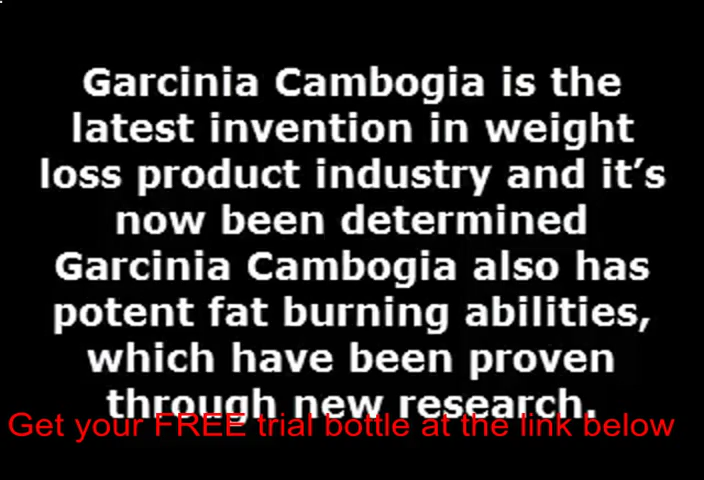 Garcinia Cambogia is the
latest invention in weight
loss product industry and it’s
now been determined
Garcinia Cambogia also has
potent fat burning abilities,
which have been proven
through new research.
Get your FREE trial bottle at the link below